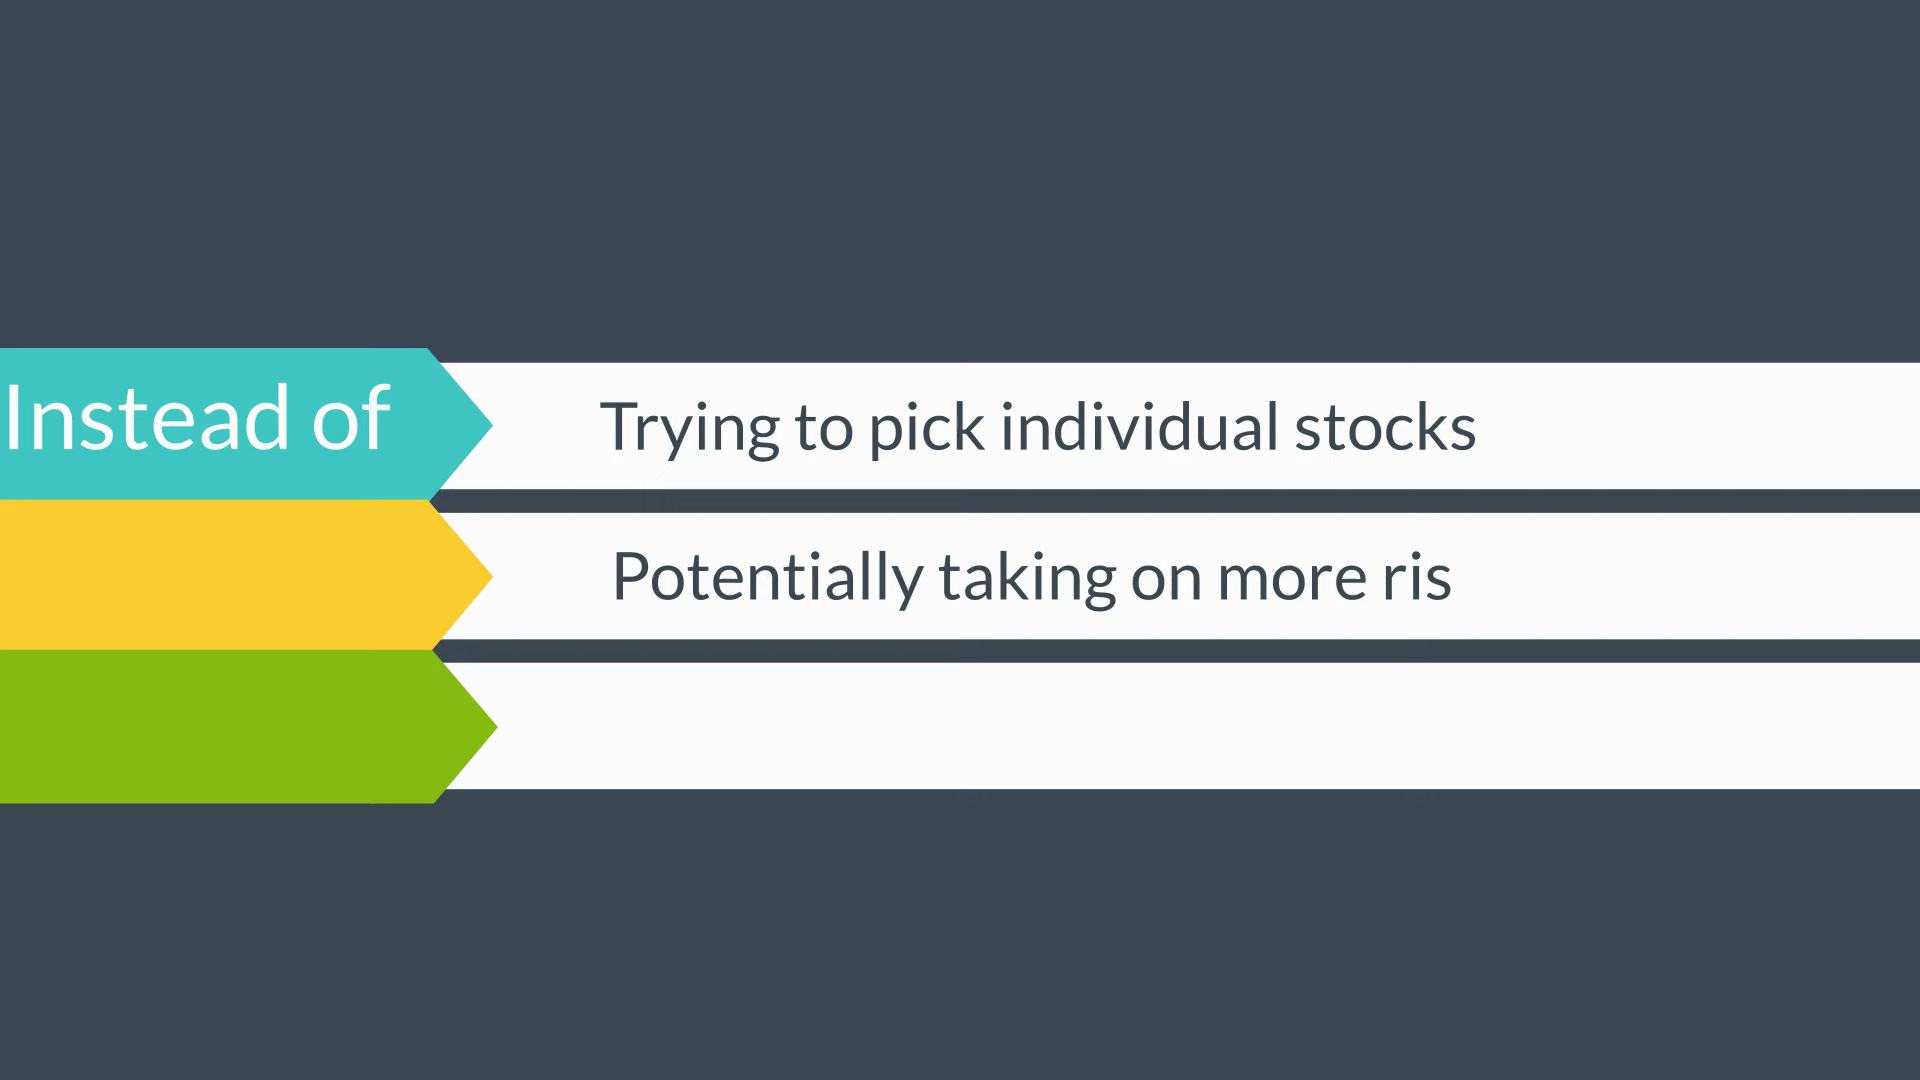 Instead of
Trying to pick individual stocks
Potentially taking on more ris